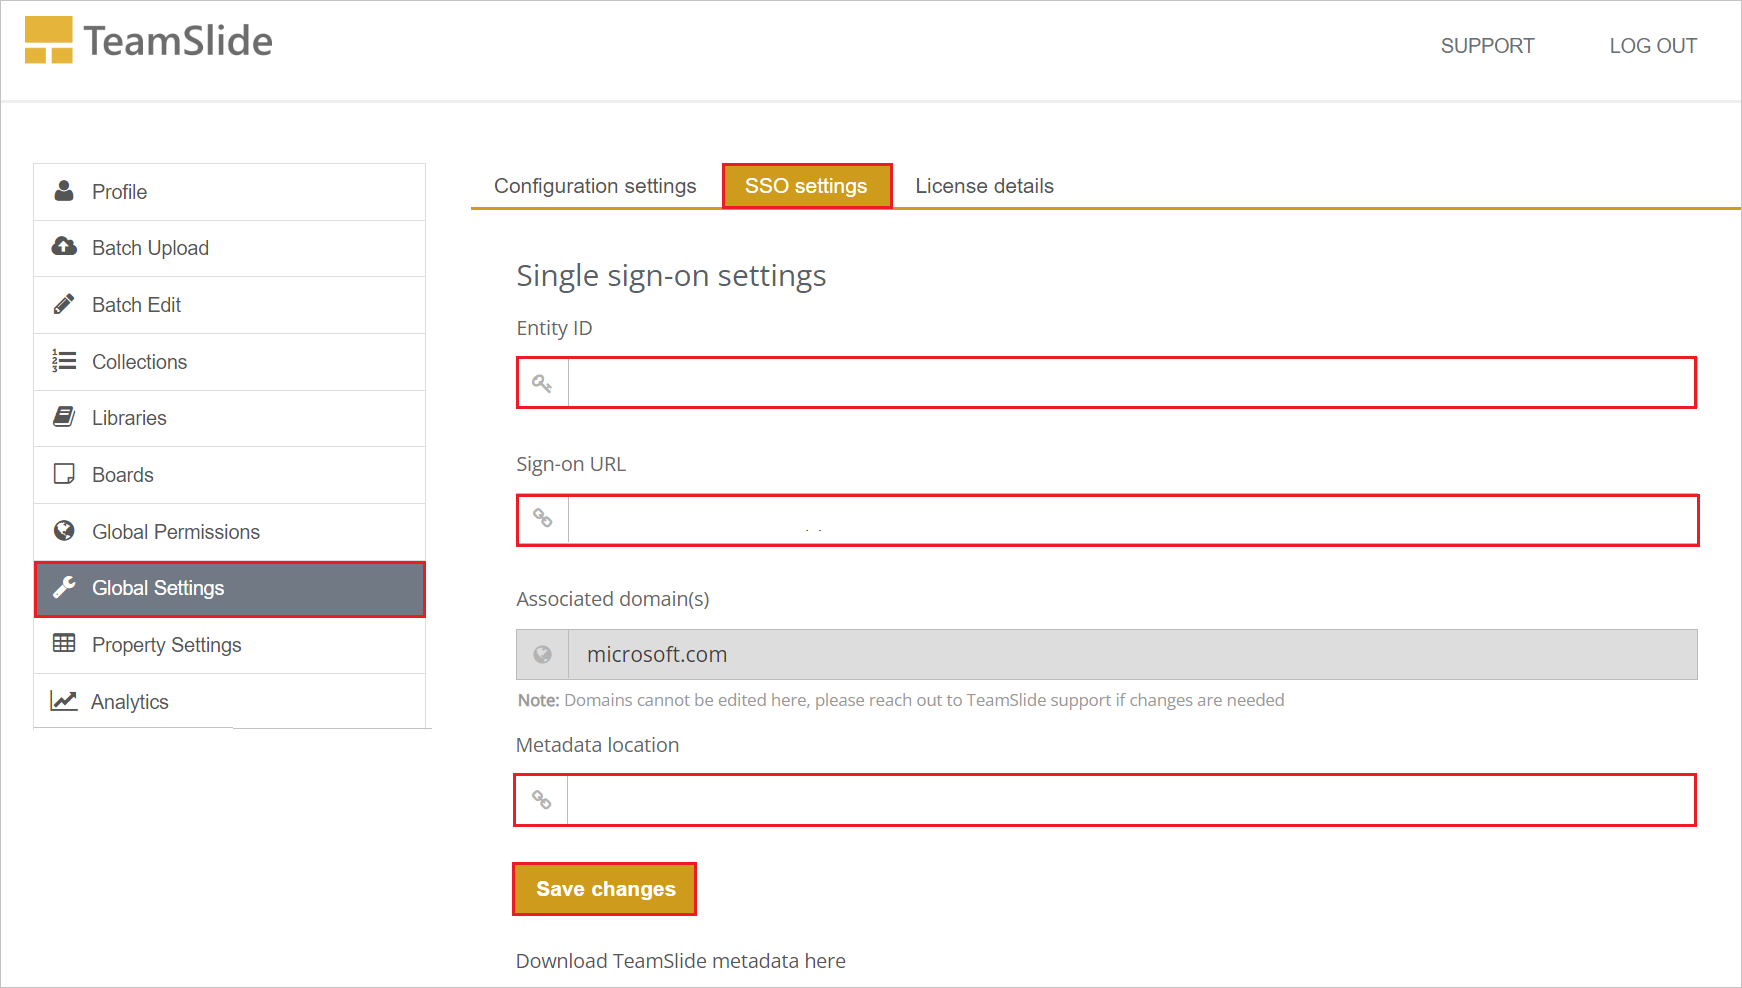 TeamSlide
SUPPORT LOG OUT
Profile
Batch Upload
Batch Edit
Collections
Libraries
Boards
Global Permissions
Global Settings
Property Settings
Analytics
Configuration settings SSO settings License details
Single sign-on settings
Entity ID
Sign-on URL
Associated domain(s)
microsoft.com
Note: Domains cannot be edited here, please reach out to TeamSlide support if changes are needed
Metadata location
Save changes
Download TeamSlide metadata here